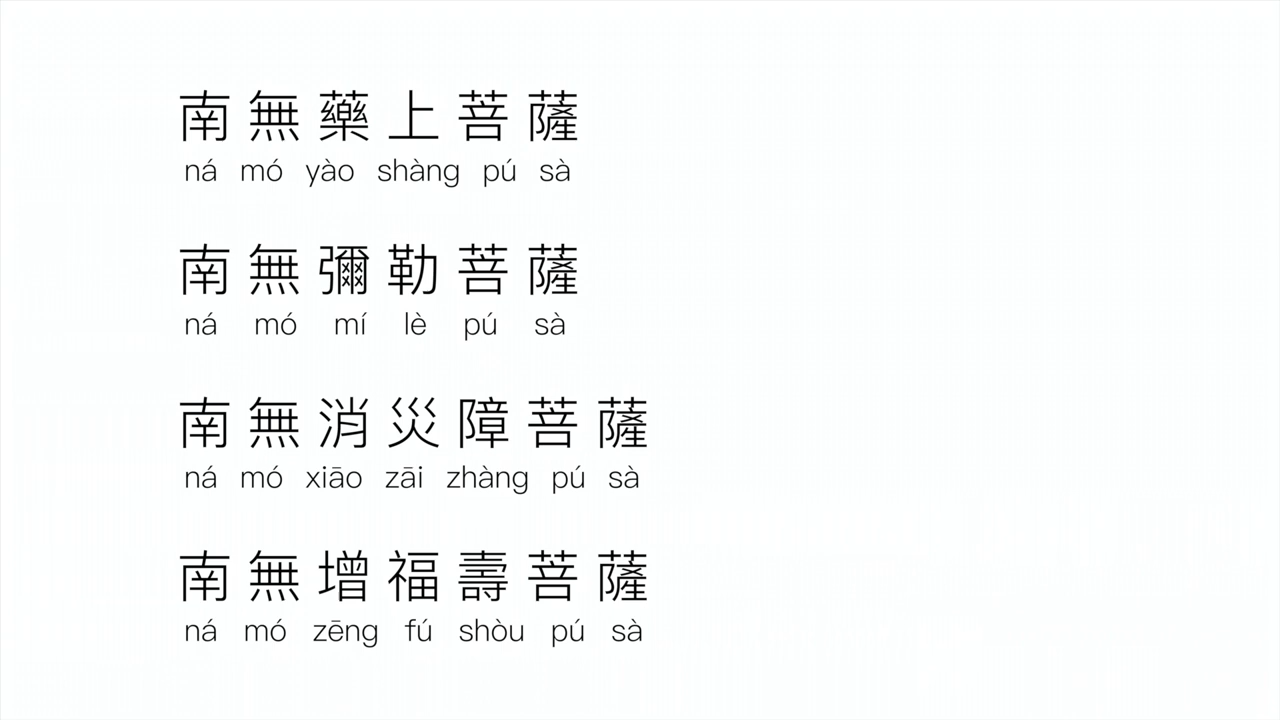 南無藥上菩薩
ná mó yào shàng pú sà
南無彌勒菩薩
ná mó mí lè pú sà
南無消災障菩薩
ná mó xiāo zāi zhàng pú sà
南無增福壽菩薩
ná mó zēng fú shòu pú sà